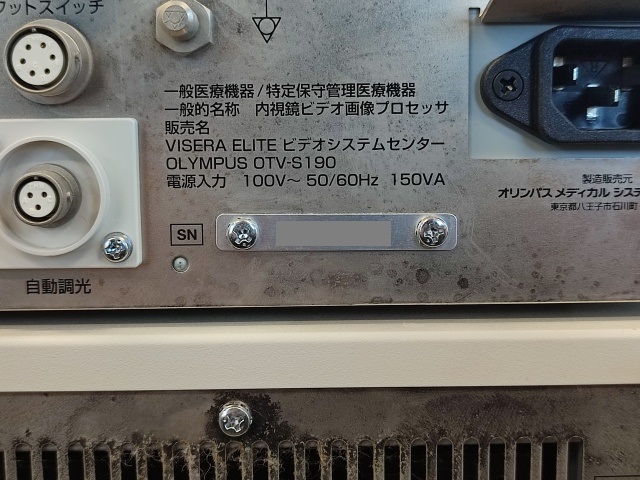 フットスイッチ
一般医療機器/特定保守管理医療機器
一般的名称 内視鏡ビデオ画像プロセッサ
販売名
VISERA ELITE ビデオシステムセンター
OLYMPUS OTV-S190
電源入力 100V～ 50/60Hz 150VA
製造販売元
オリンパス メディカル システ
東京都八王子市石川町
SN
自動調光